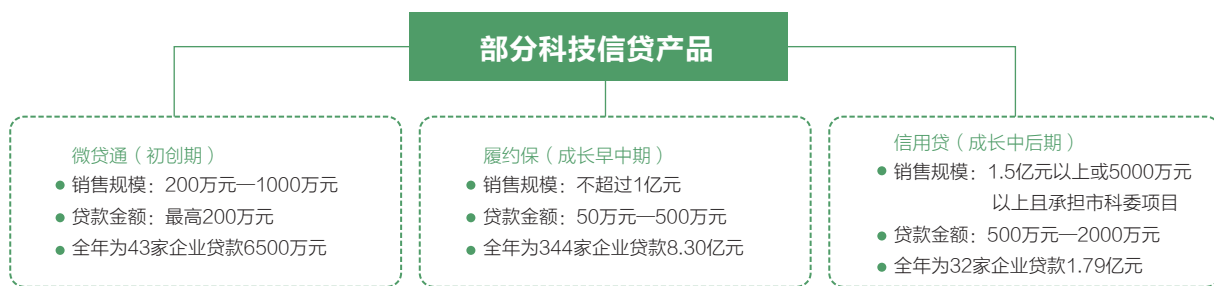 部分科技信贷产品
微贷通（初创期）
销售规模：200万元—1000万元
贷款金额：最高200万元
全年为43家企业贷款6500万元
履约保（成长早中期）
销售规模：不超过1亿元
贷款金额：50万元—500万元
全年为344家企业贷款8.30亿元
信用贷（成长中后期）
销售规模：1.5亿元以上或5000万元
以上且承担市科委项目
贷款金额：500万元—2000万元
全年为32家企业贷款1.79亿元